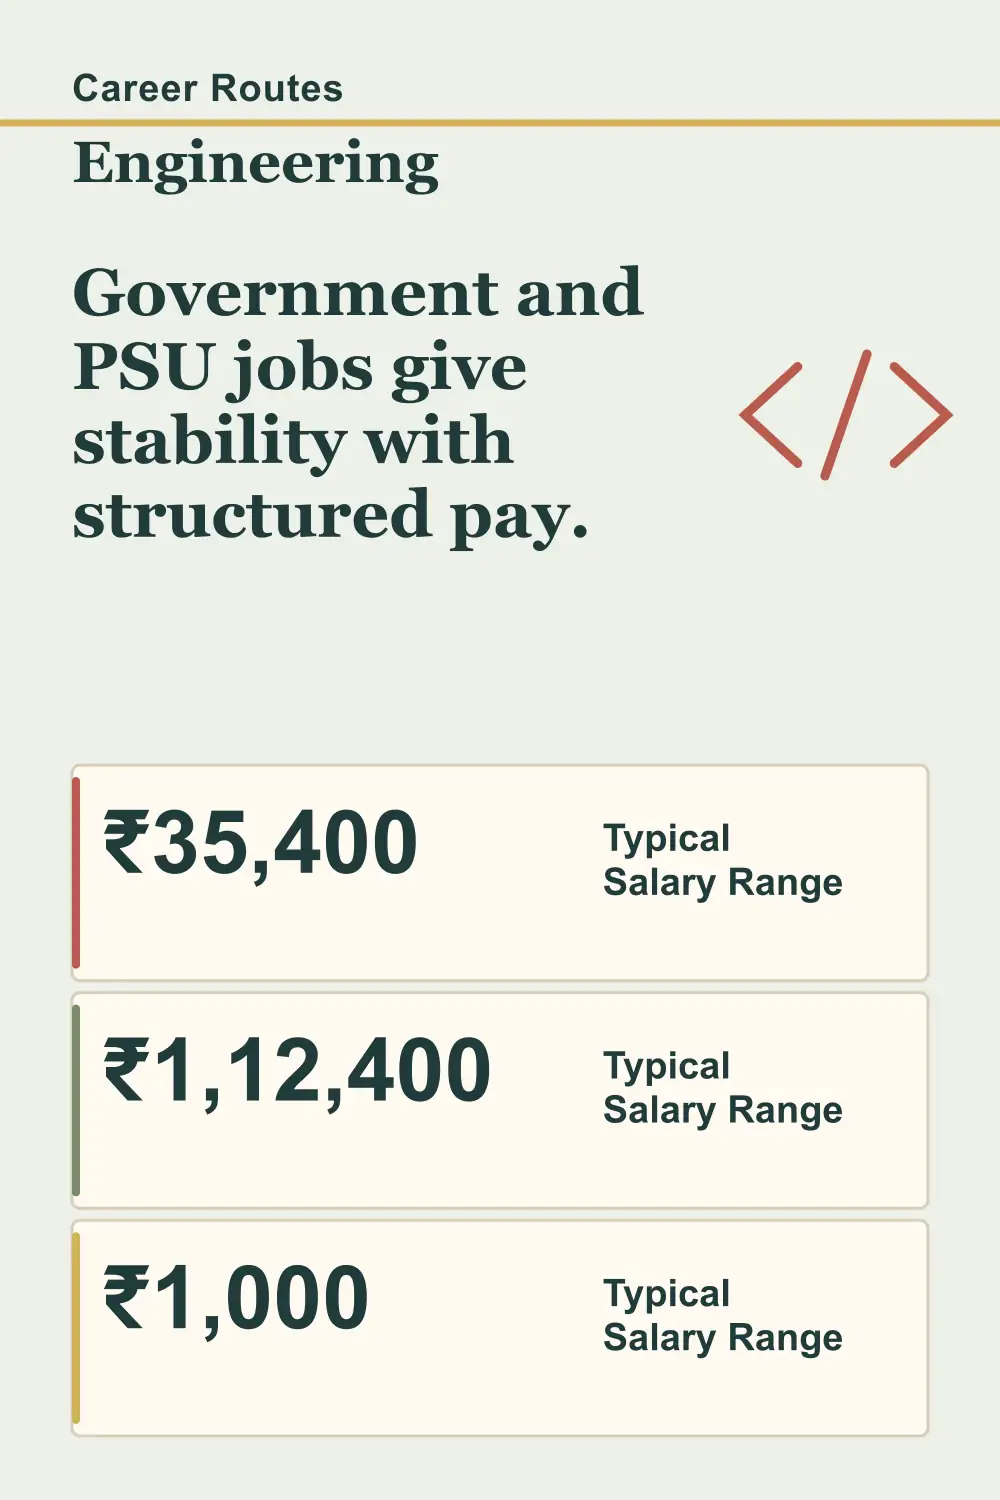 Career Routes
Engineering
Government and
PSU jobs give
stability with
structured pay.
₹35,400
Typical
Salary Range
₹1,12,400
Typical
Salary Range
₹1,000
Typical
Salary Range